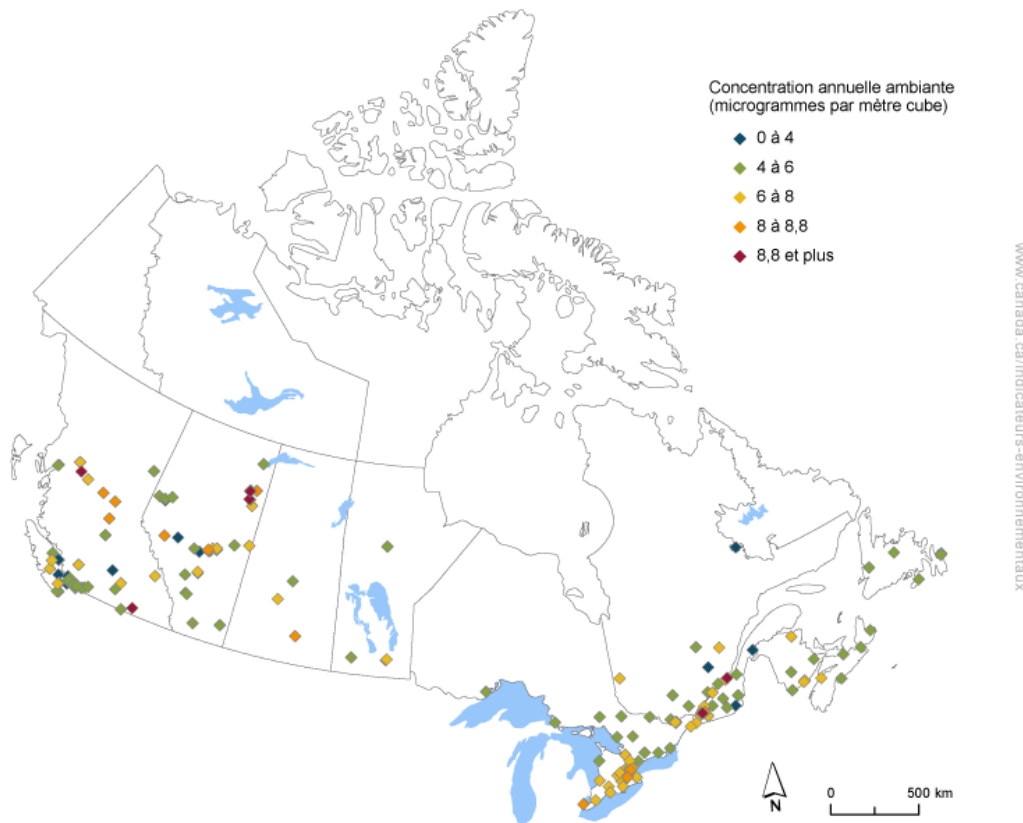 Concentration annuelle ambiante
(microgrammes par mètre cube)
0 à 4
4 à 6
6 à 8
8 à 8,8
8,8 et plus
www.canada.ca/indicateurs-environnementaux
N
0 500 km